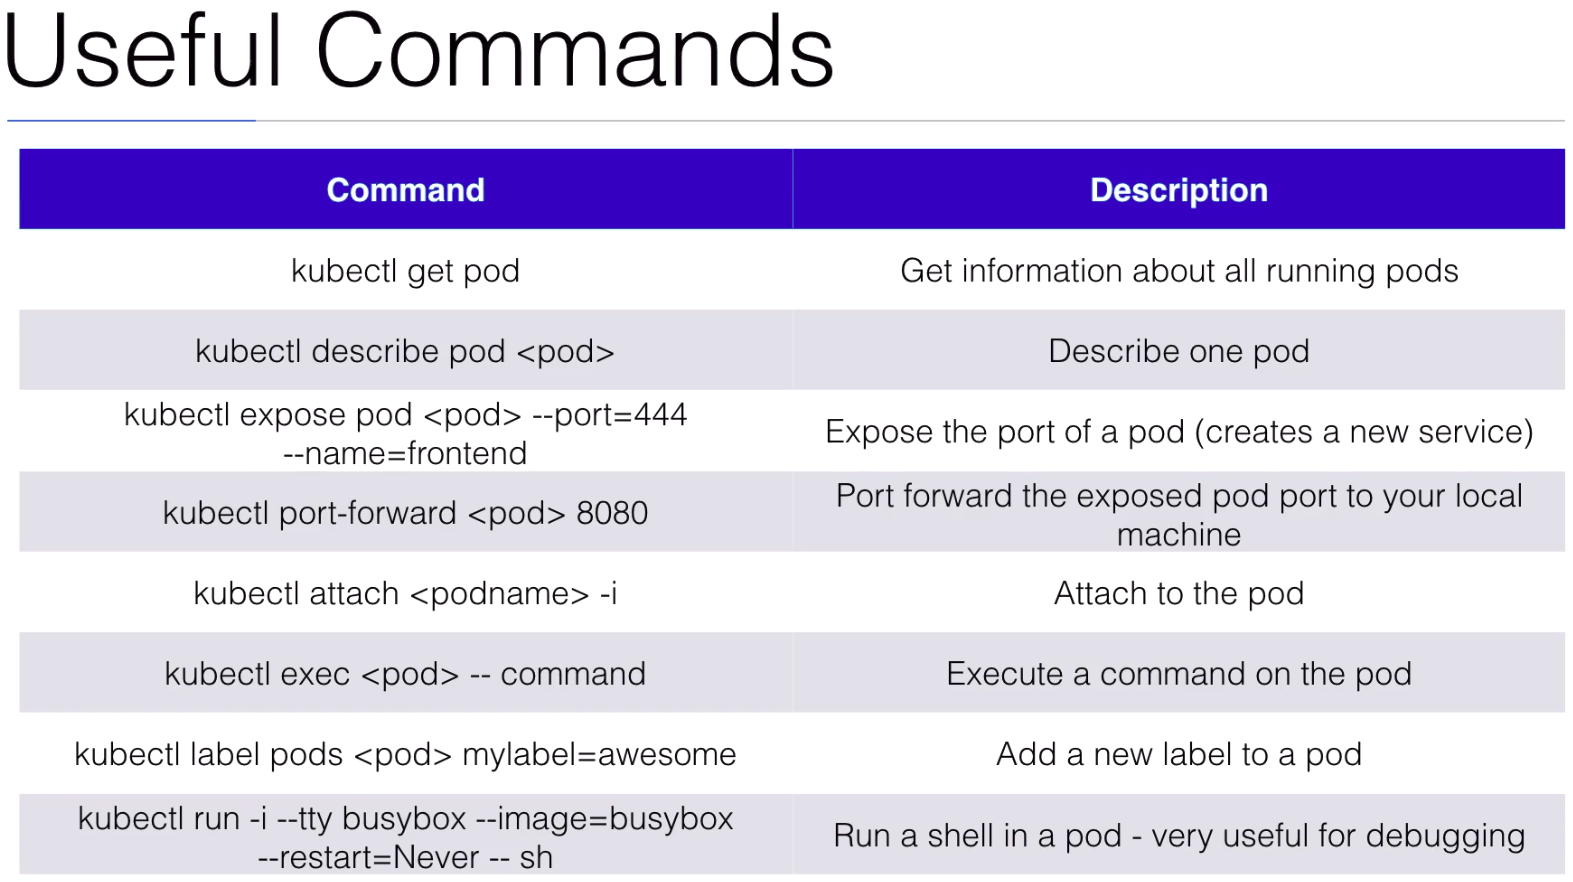 Useful Commands
Command
Description
kubectl get pod
Get information about all running pods
kubectl describe pod <pod>
Describe one pod
kubectl expose pod <pod> --port=444
--name=frontend
Expose the port of a pod (creates a new service)
kubectl port-forward <pod> 8080
Port forward the exposed pod port to your local
machine
kubectl attach <podname> -i
Attach to the pod
kubectl exec <pod> -- command
Execute a command on the pod
kubectl label pods <pod> mylabel=awesome
Add a new label to a pod
kubectl run -i --tty busybox --image=busybox
--restart=Never -- sh
Run a shell in a pod - very useful for debugging